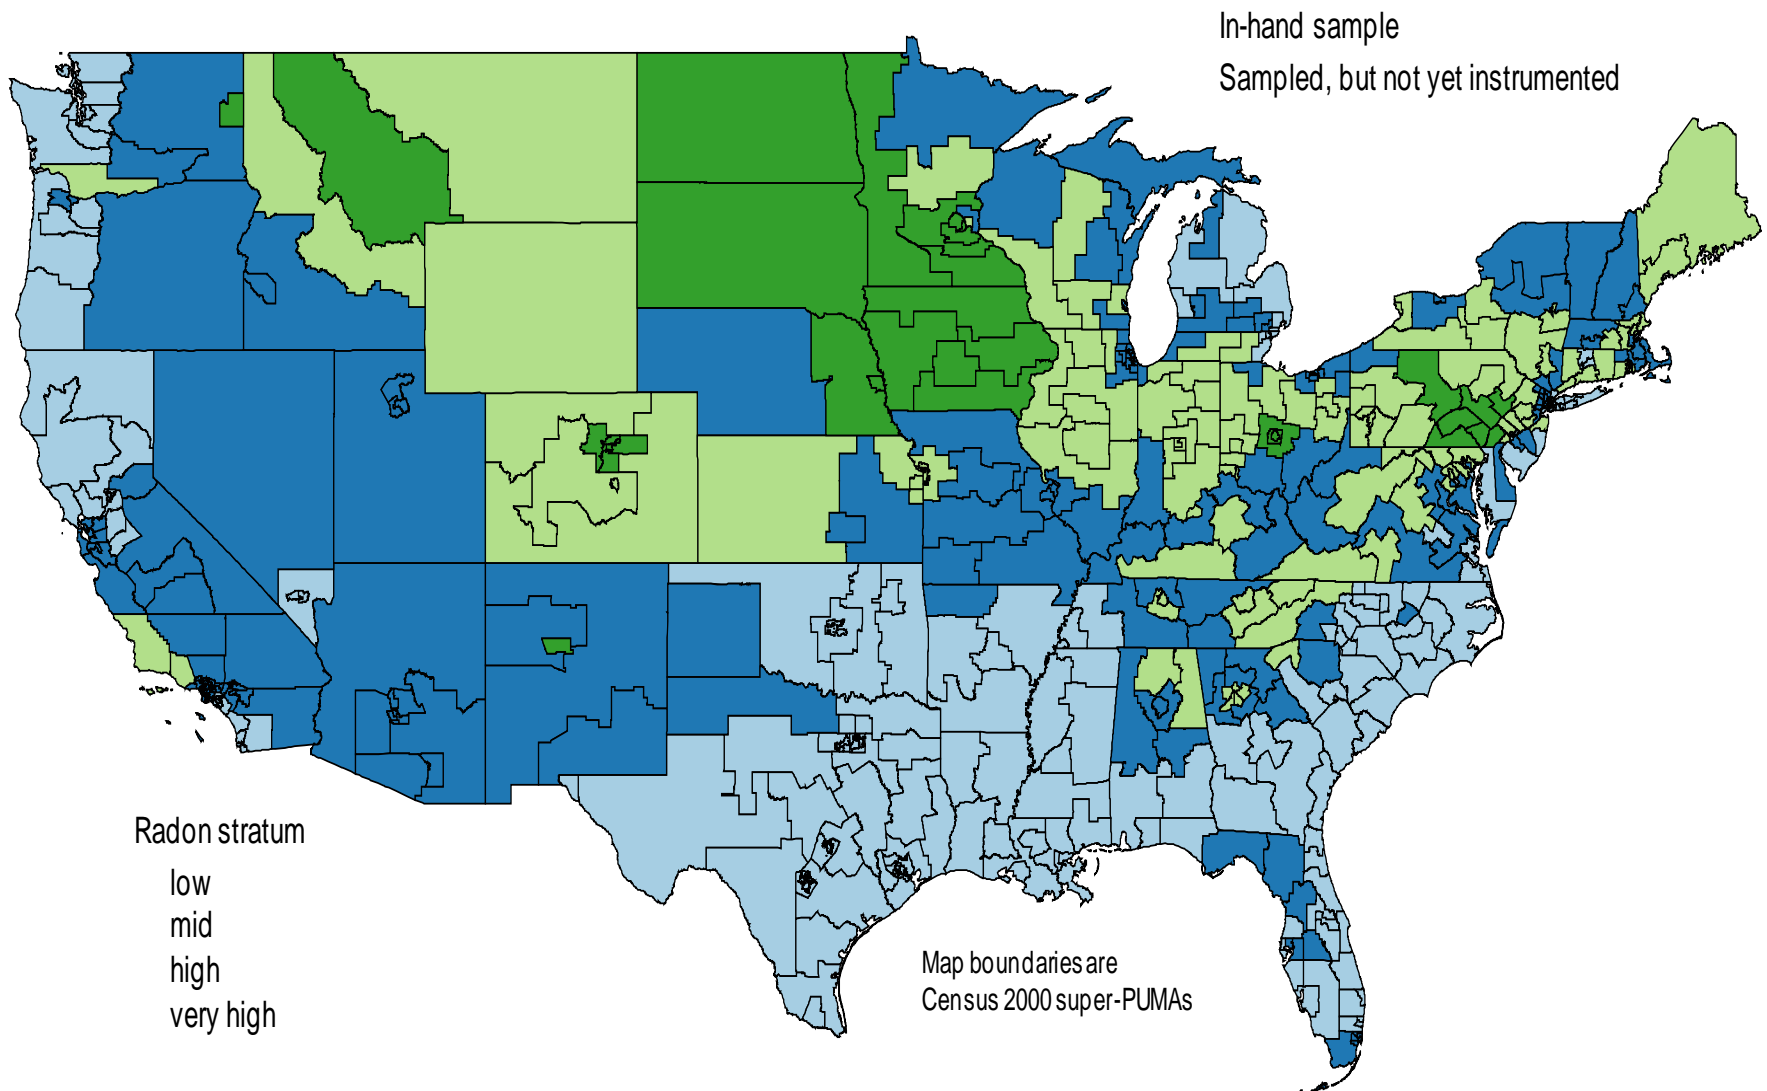 In-hand sample
Sampled, but not yet instrumented
Radon stratum
low
mid
high
very high
Map boundaries are
Census 2000 super-PUMAs